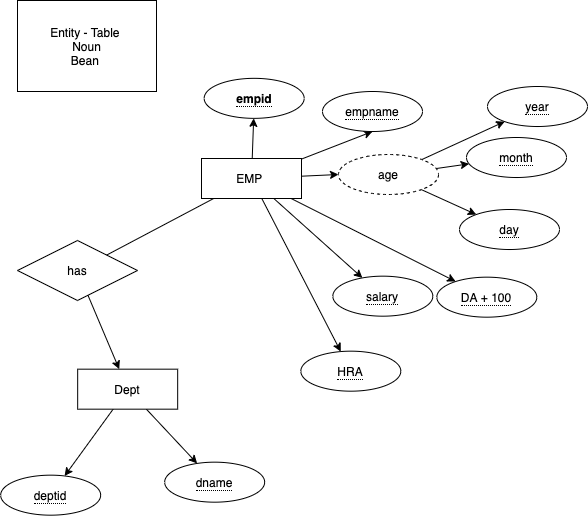 Entity - Table
Noun
Bean
empid
empname
year
month
EMP
age
day
has
salary
DA + 100
HRA
Dept
deptid
dname